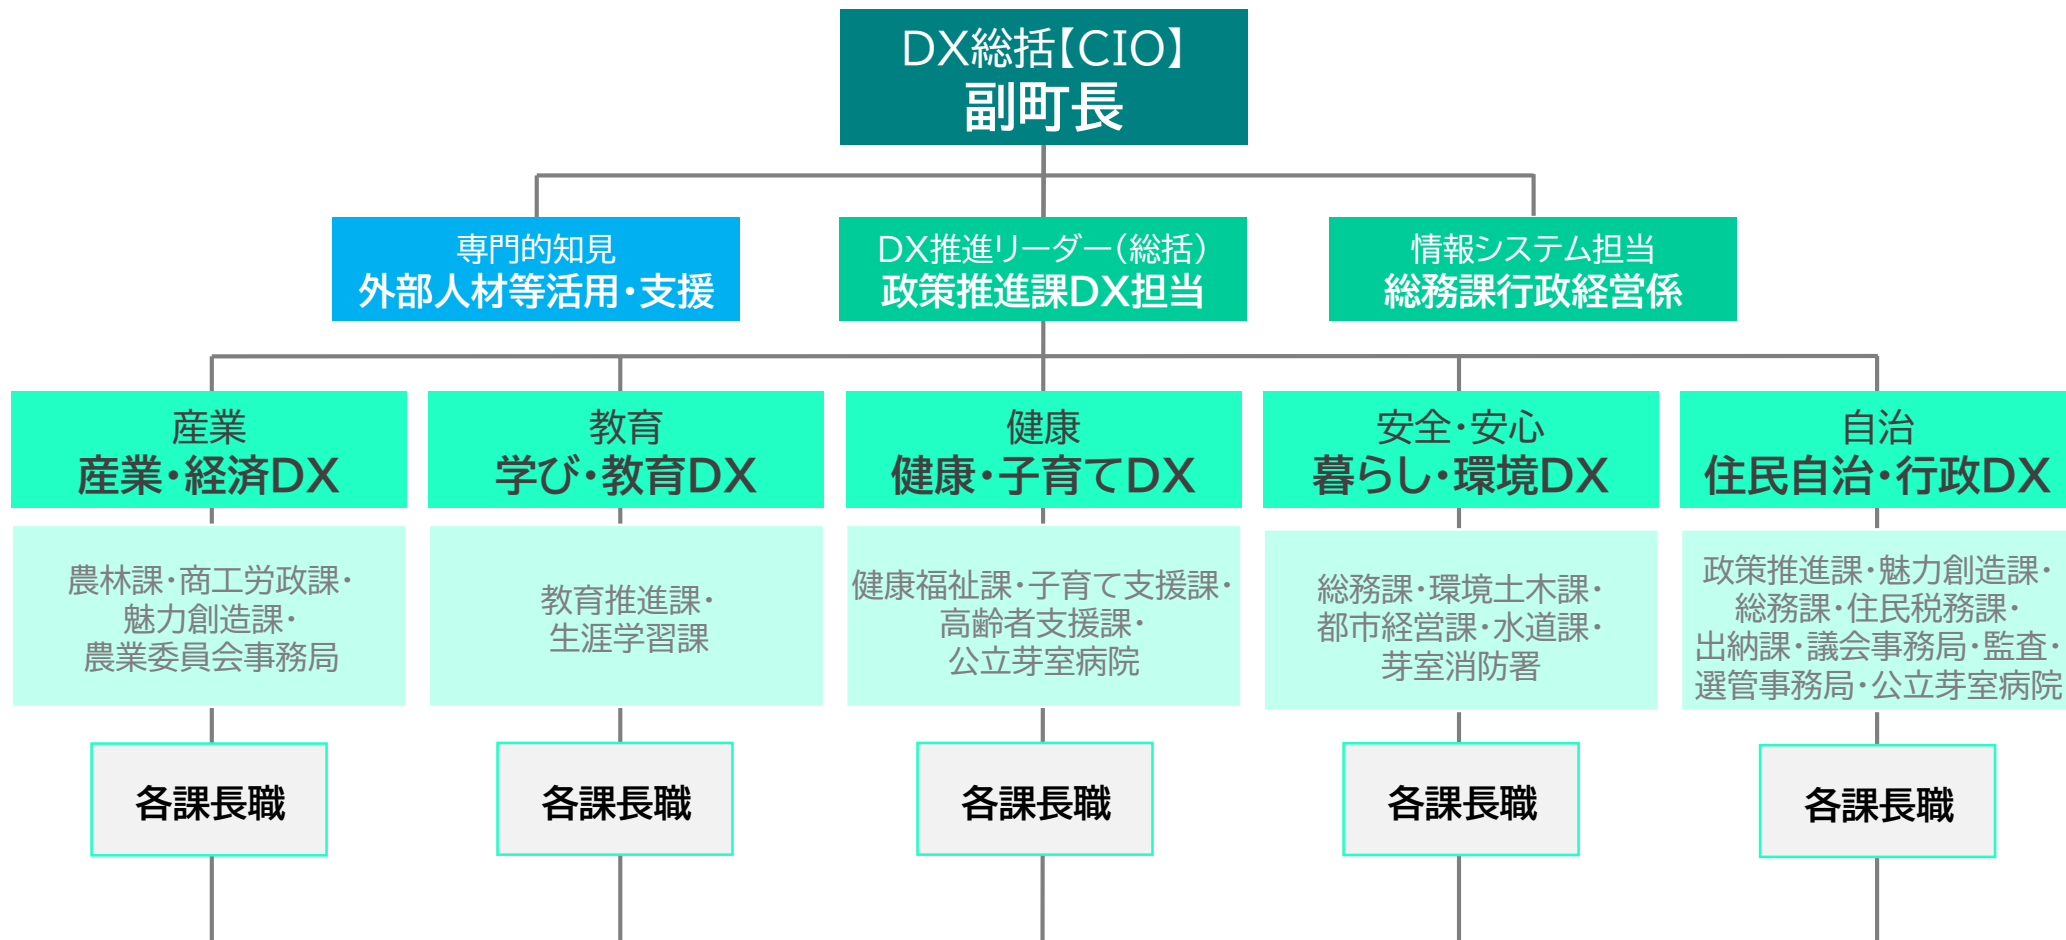 DX総括【CIO】
副町長
専門的知見
外部人材等活用・支援
DX推進リーダー（総括）
政策推進課DX担当
情報システム担当
総務課行政経営係
産業
産業・経済DX
教育
学び・教育DX
健康
健康・子育てDX
安全・安心
暮らし・環境DX
自治
住民自治・行政DX
農林課・商工労政課・
魅力創造課・
農業委員会事務局
教育推進課・
生涯学習課
健康福祉課・子育て支援課・
高齢者支援課・
公立芽室病院
総務課・環境土木課・
都市経営課・水道課・
芽室消防署
政策推進課・魅力創造課・
総務課・住民税務課・
出納課・議会事務局・監査・
選管事務局・公立芽室病院
各課長職
各課長職
各課長職
各課長職
各課長職